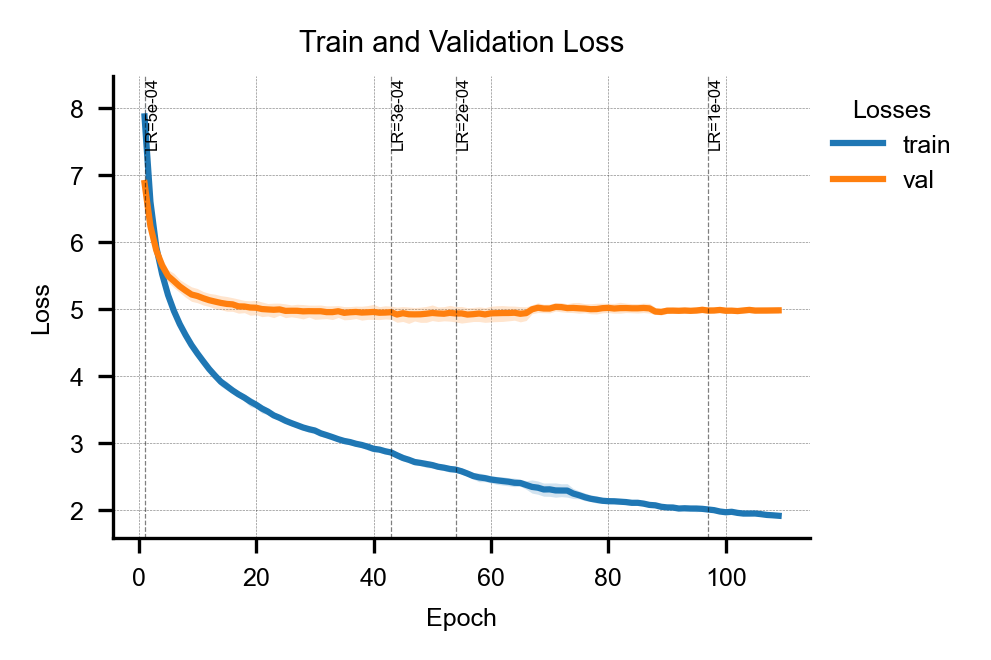 Train and Validation Loss
LR=5e-04
LR=3e-04
LR=2e-04
LR=1e-04
Losses
train
val
Loss
8
7
6
5
4
3
2
0 20 40 60 80 100
Epoch